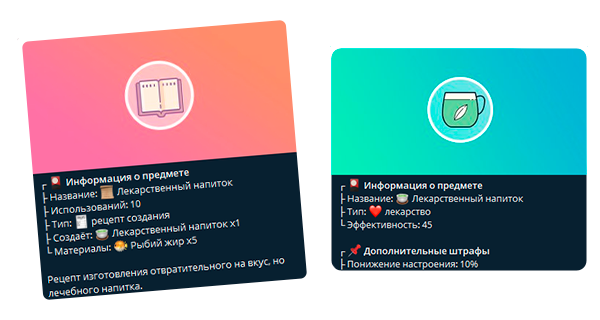 Информация о предмете
Название: Лекарственный напиток
Использований: 10
Тип: рецепт создания
Создаёт: Лекарственный напиток x1
Материалы: Рыбий жир x5
Рецепт изготовления отвратительного на вкус, но
лечебного напитка.
Информация о предмете
Название: Лекарственный напиток
Тип: лекарство
Эффективность: 45
Дополнительные штрафы
Понижение настроения: 10%